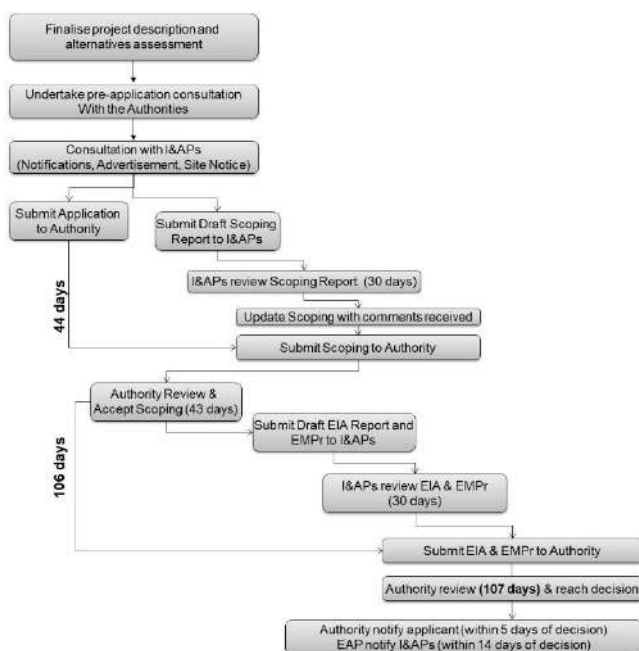 Finalise project description and
alternatives assessment
Undertake pre-application consultation
With the Authorities
Consultation with I&APs
(Notifications, Advertisement, Site Notice)
Submit Application
to Authority
Submit Draft Scoping
Report to I&APs
I&APs review Scoping Report (30 days)
44 days
Update Scoping with comments received
Submit Scoping to Authority
Authority Review &
Accept Scoping (43 days)
Submit Draft EIA Report and
EMPr to I&APs
106 days
I&APs review EIA & EMPr
(30 days)
Submit EIA & EMPr to Authority
Authority review (107 days) & reach decision
Authority notify applicant (within 5 days of decision)
EAP notify I&APs (within 14 days of decision)